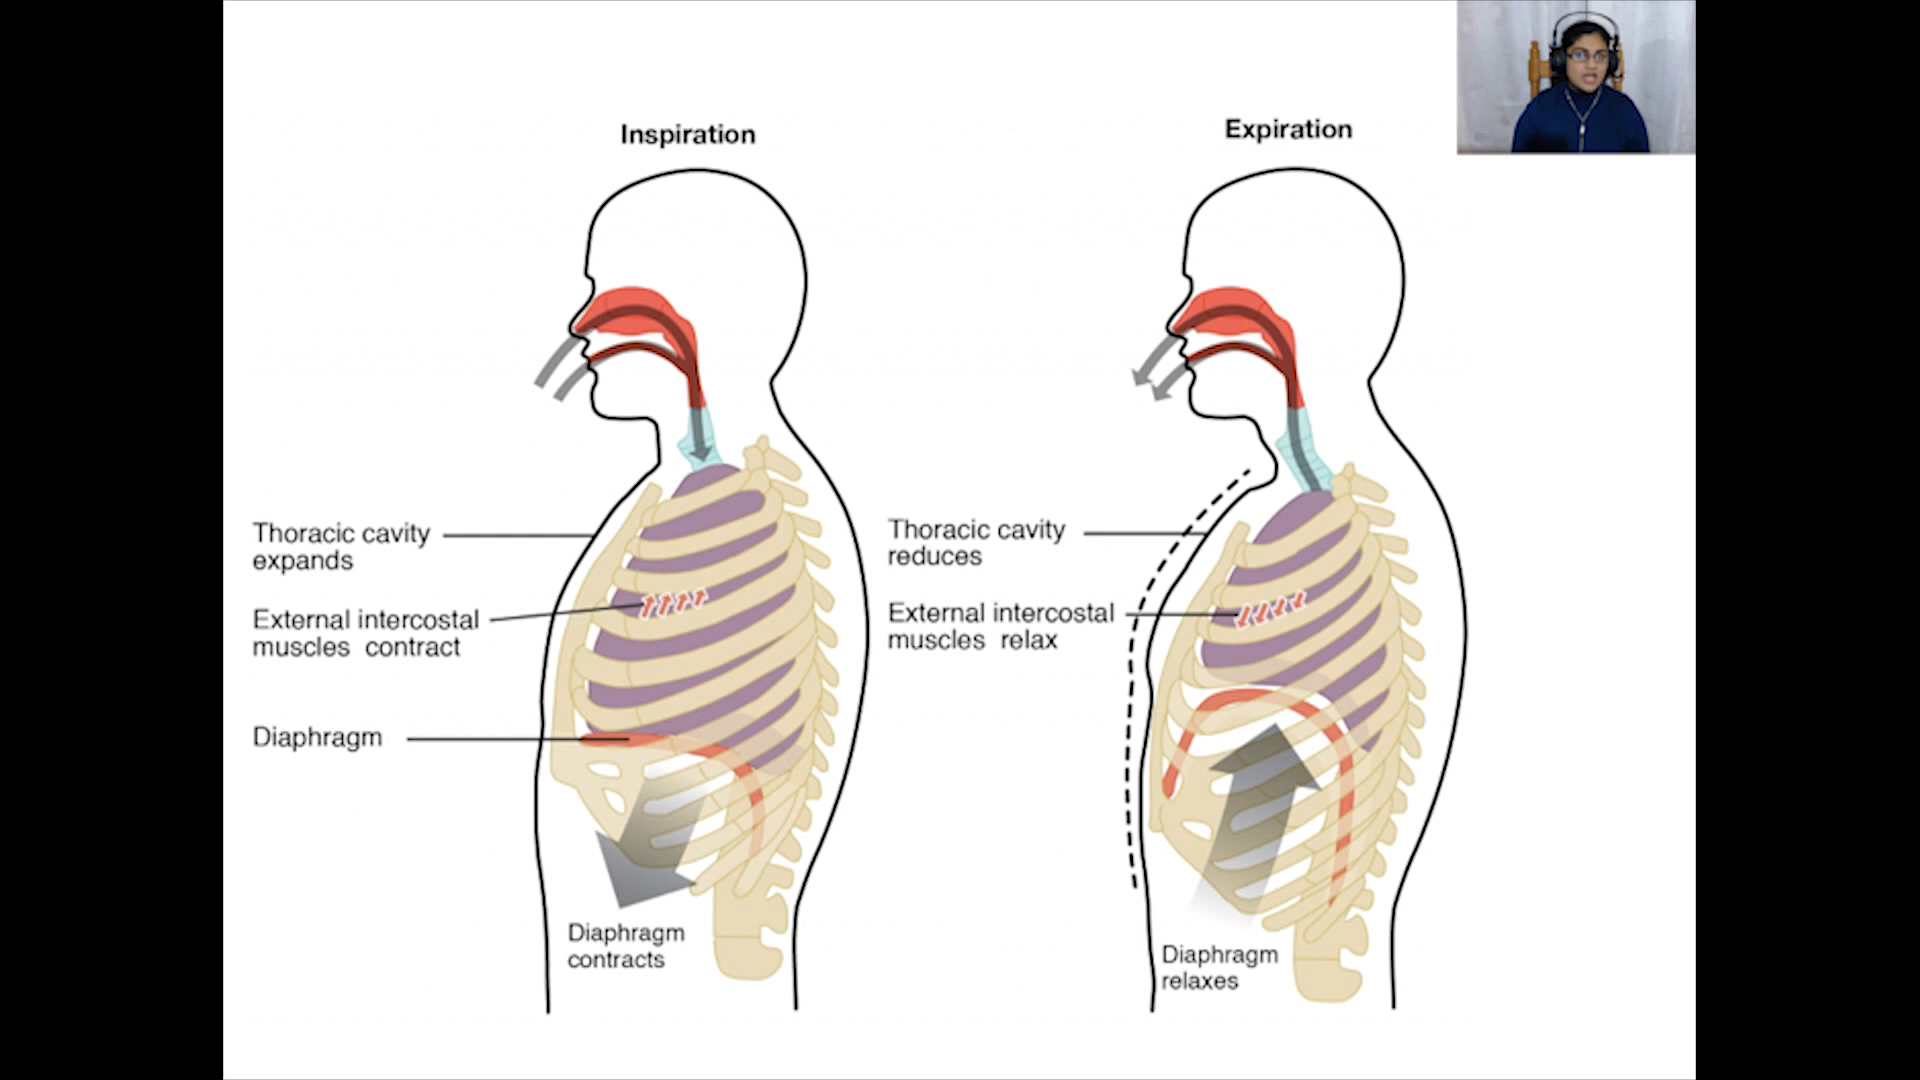 Inspiration
Thoracic cavity
expands
External intercostal
muscles contract
Diaphragm
Diaphragm
contracts
Expiration
Thoracic cavity
reduces
External intercostal
muscles relax
Diaphragm
relaxes